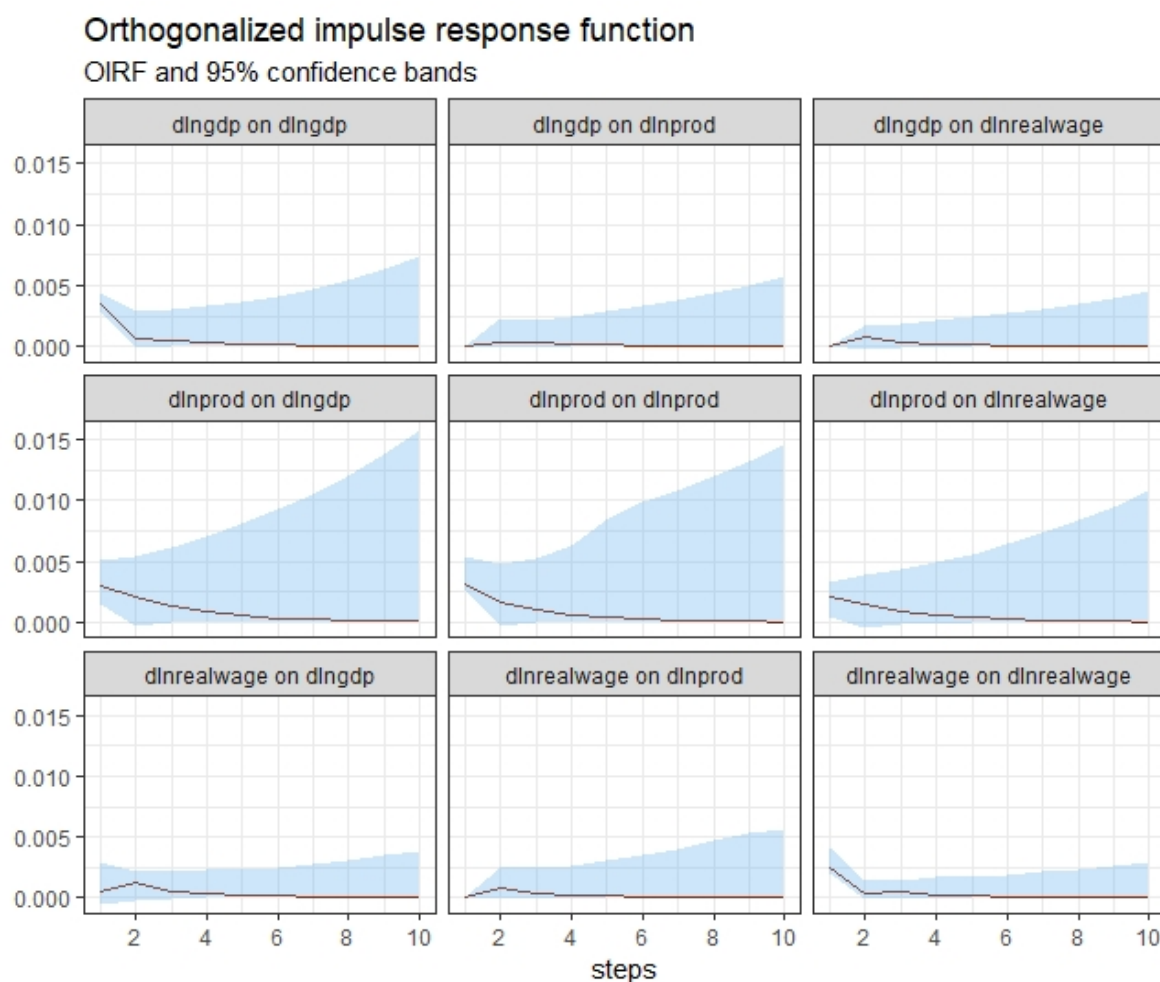 Orthogonalized impulse response function
OIRF and 95% confidence bands
dlngdp on dlngdp
dlngdp on dlnprod
dlngdp on dlnrealwage
0.015
0.010
0.005
0.000
dlnprod on dlngdp
dlnprod on dlnprod
dlnprod on dlnrealwage
0.015
0.010
0.005
0.000
dlnrealwage on dlngdp
dlnrealwage on dlnprod
dlnrealwage on dlnrealwage
0.015
0.010
0.005
0.000
2 4 6 8 10
2 4 6 8 10
2 4 6 8 10
steps